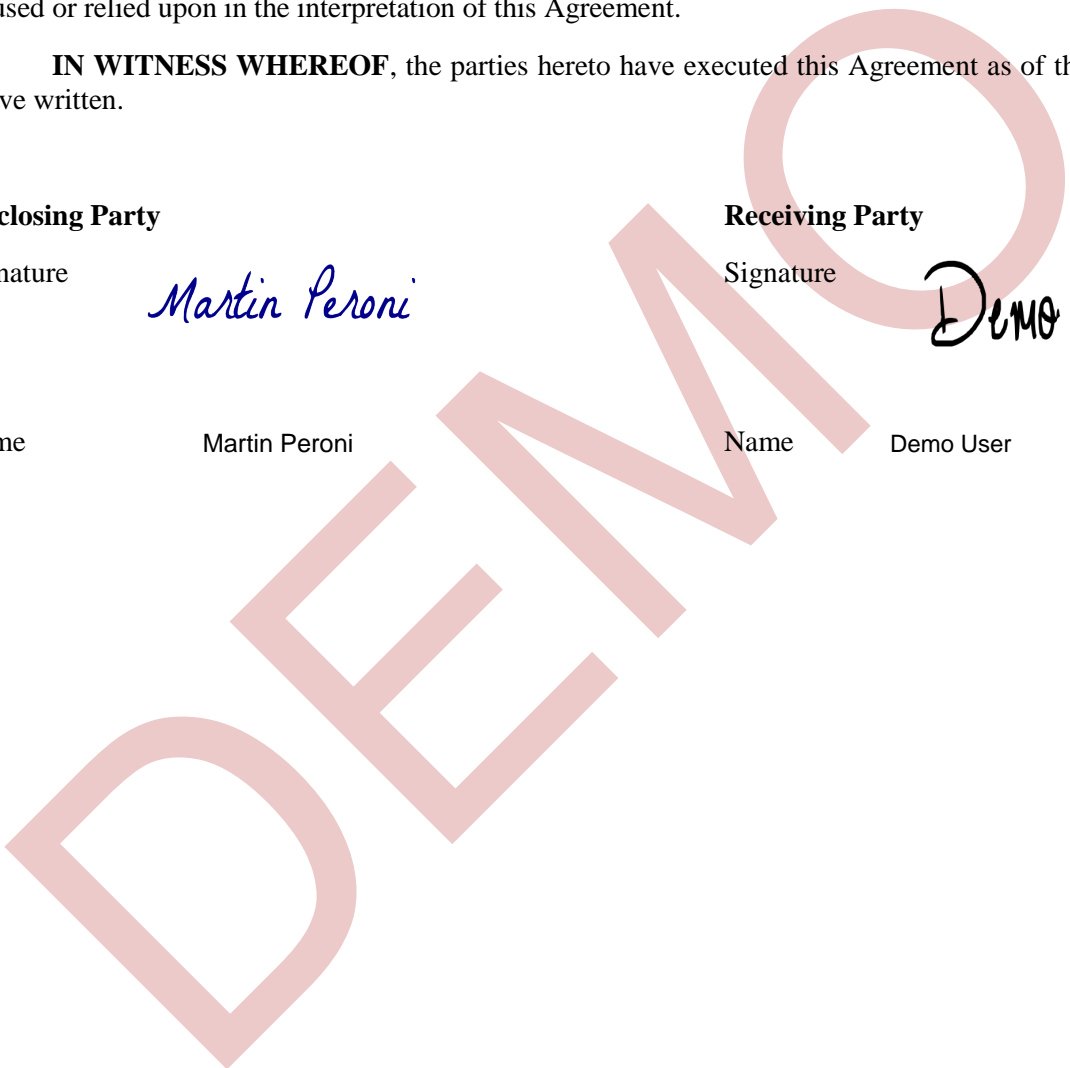 used or relied upon in the interpretation of this Agreement.
IN WITNESS WHEREOF, the parties hereto have executed this Agreement as of th
ve written.
closing Party
Receiving Party
nature
Martin Peroni
Signature
Demo
me
Martin Peroni
Name
Demo User
DEMO